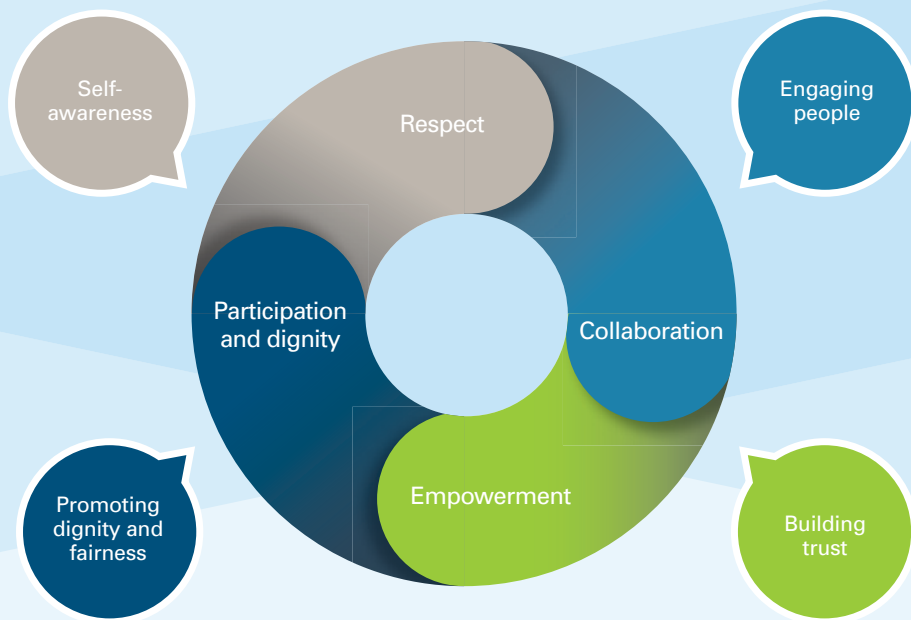 Self-
awareness
Engaging
people
Respect
Participation
and dignity
Collaboration
Empowerment
Promoting
dignity and
fairness
Building
trust